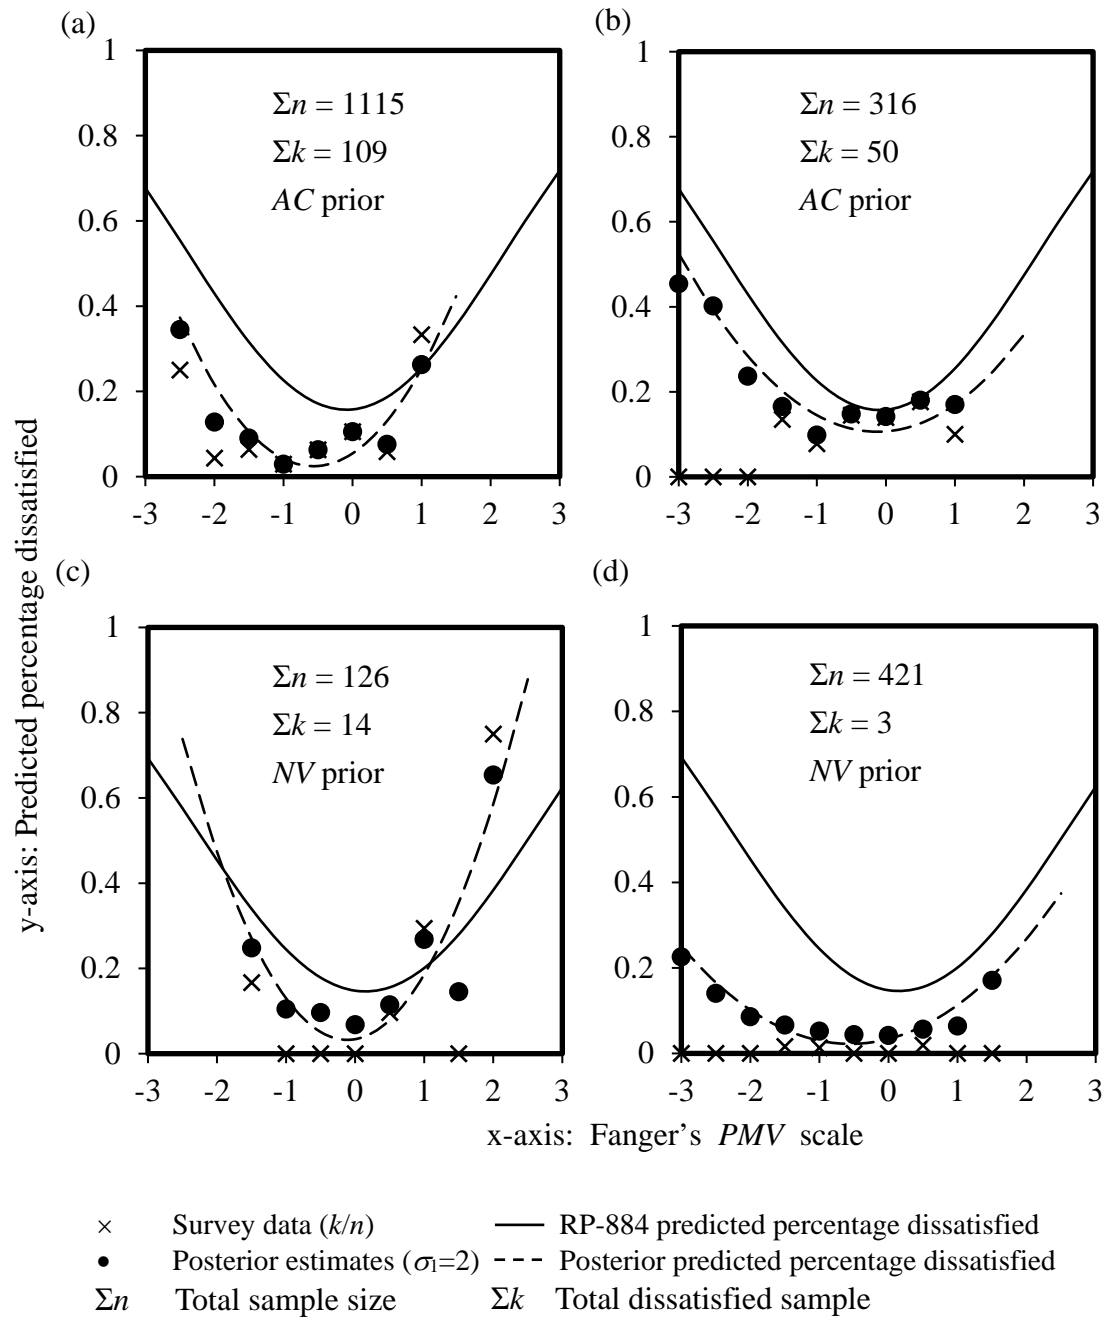 (a)
1
0.8
0.6
0.4
0.2
0
-3 -2 -1 0 1 2 3
Σn = 1115
Σk = 109
AC prior
(b)
1
0.8
0.6
0.4
0.2
0
-3 -2 -1 0 1 2 3
Σn = 316
Σk = 50
AC prior
y-axis: Predicted percentage dissatisfied
(c)
1
0.8
0.6
0.4
0.2
0
-3 -2 -1 0 1 2 3
Σn = 126
Σk = 14
NV prior
(d)
1
0.8
0.6
0.4
0.2
0
-3 -2 -1 0 1 2 3
Σn = 421
Σk = 3
NV prior
x-axis: Fanger's PMV scale
× Survey data (k/n)
RP-884 predicted percentage dissatisfied
● Posterior estimates (σ1=2)
Posterior predicted percentage dissatisfied
Σn Total sample size
Σk Total dissatisfied sample